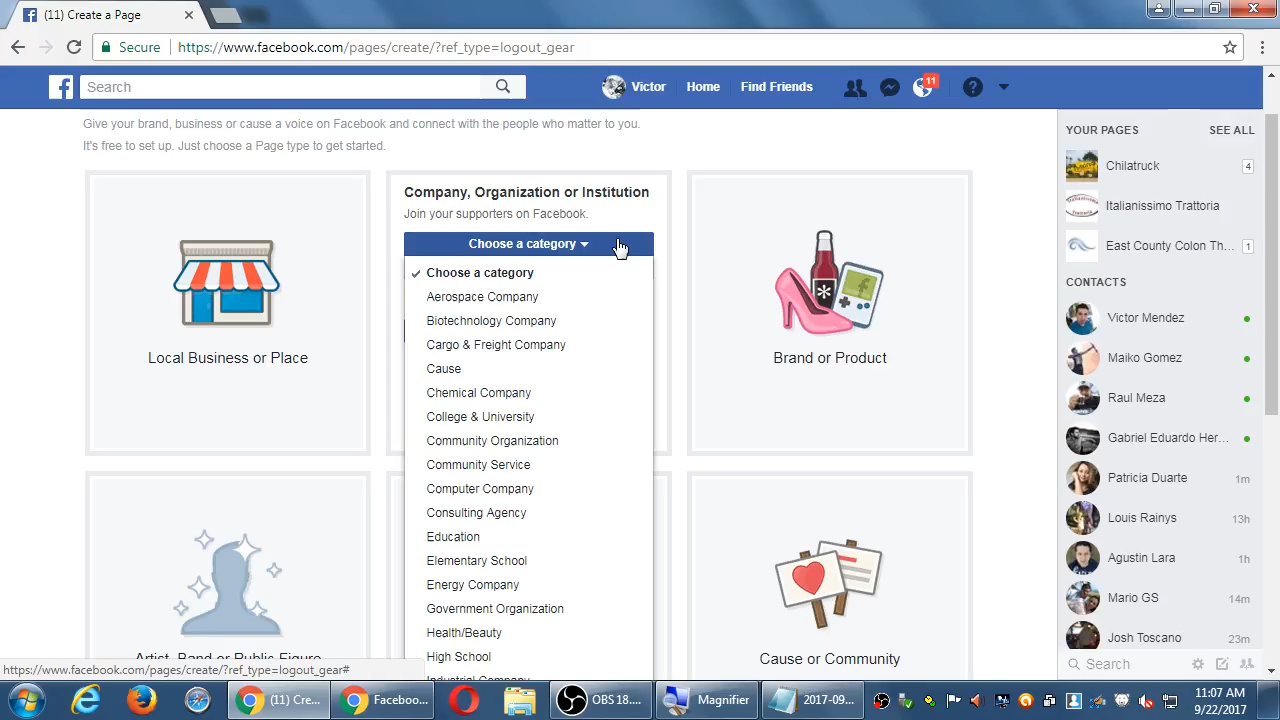 (11) Create a Page
Secure
https://www.facebook.com/pages/create/?ref_type=logout_gear
Search
Victor
Home
Find Friends
11
Give your brand, business or cause a voice on Facebook and connect with the people who matter to you.
It's free to set up. Just choose a Page type to get started.
Local Business or Place
Company, Organization or Institution
Join your supporters on Facebook.
Choose a category
Choose a category
Aerospace Company
Biotechnology Company
Cargo & Freight Company
Cause
Chemical Company
College & University
Community Organization
Community Service
Computer Company
Consulting Agency
Education
Elementary School
Energy Company
Government Organization
Health/Beauty
High School
Industrial Company
Brand or Product
Artist, Band or Public Figure
Cause or Community
YOUR PAGES
SEE ALL
Chilatruck
4
Italianissimo Trattoria
East County Colon Th...
1
CONTACTS
Victor Mendez
Maiko Gomez
Raul Meza
Gabriel Eduardo Her...
Patricia Duarte
1m
Louis Rainys
13h
Agustin Lara
1h
Mario GS
14m
Josh Toscano
23m
Search
https://www.facebook.com/pages/create/?ref_type=logout_gear#
(11) Cre...
Faceboo...
OBS 18....
Magnifier
2017-09...
11:07 AM
9/22/2017